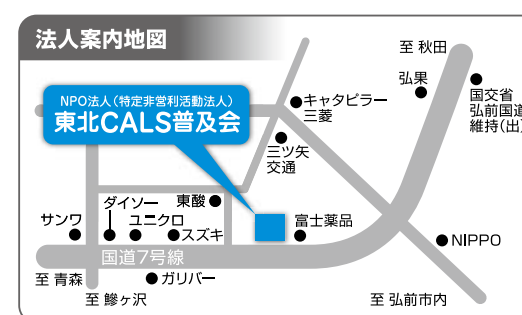 法人案内地図
至 秋田
弘果
国交省
弘前国道
維持(出)
NPO法人(特定非営利活動法人)
東北CALS普及会
キャタピラー
三菱
三ツ矢
交通
東酸
ダイソー
ユニクロ
サンワ
スズキ
富士薬品
NIPPO
国道7号線
至 青森
ガリバー
至 鰺ヶ沢
至 弘前市内